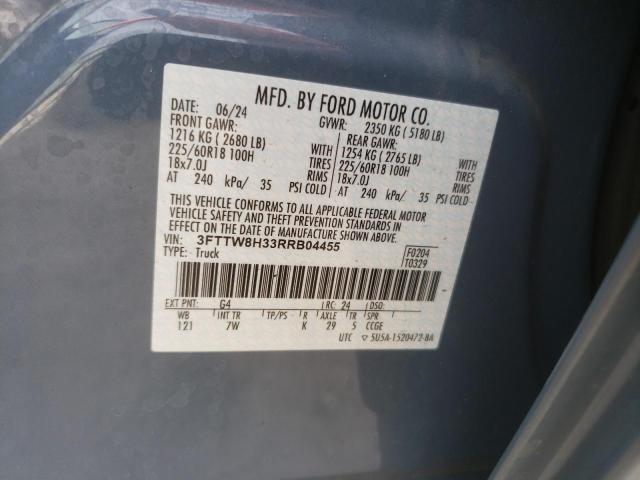 MFD. BY FORD MOTOR CO.
DATE: 06/24 GVWR: 2350 KG ( 5180 LB)
FRONT GAWR: REAR GAWR:
1216 KG ( 2680 LB) WITH 1254 KG ( 2765 LB) WITH
225/60R18 100H TIRES 225/60R18 100H TIRES
18x7.0J RIMS 18x7.0J RIMS
AT 240 kPa/ 35 PSI COLD AT 240 kPa/ 35 PSI COLD
THIS VEHICLE CONFORMS TO ALL APPLICABLE FEDERAL MOTOR
VEHICLE SAFETY AND THEFT PREVENTION STANDARDS IN
EFFECT ON THE DATE OF MANUFACTURE SHOWN ABOVE.
VIN: 3FTTW8H33RRB04455 F0204
TYPE: Truck T0329
EXT PNT: G4 RC: 24 DSO:
WB INT TR TP/PS R AXLE TR SPR
121 7W K 29 5 CCGE
UTC ▽ 5U5A-1520472-BA